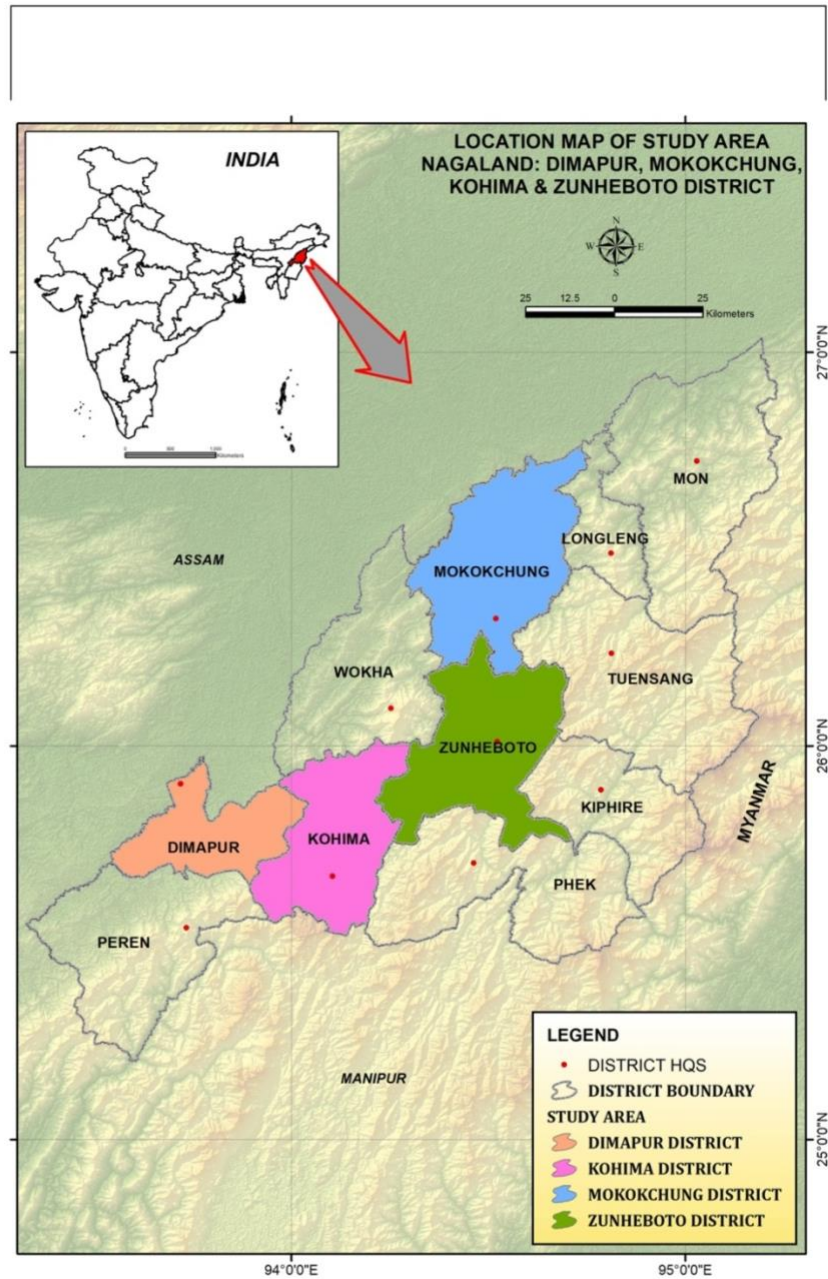 INDIA
LOCATION MAP OF STUDY AREA
NAGALAND: DIMAPUR, MOKOKCHUNG,
KOHIMA & ZUNHEBOTO DISTRICT
N
W E
S
25 12.5 0 25
Kilometers
27°0'0"N
Kilometers
MON
LONGLENG
ASSAM
MOKOKCHUNG
WOKHA
TUENSANG
ZUNHEBOTO
26°0'0"N
MYANMAR
KIPHIRE
DIMAPUR
KOHIMA
PHEK
PEREN
LEGEND
DISTRICT HQS
DISTRICT BOUNDARY
STUDY AREA
DIMAPUR DISTRICT
KOHIMA DISTRICT
MOKOKCHUNG DISTRICT
ZUNHEBOTO DISTRICT
MANIPUR
25°0'0"N
94°0'0"E 95°0'0"E